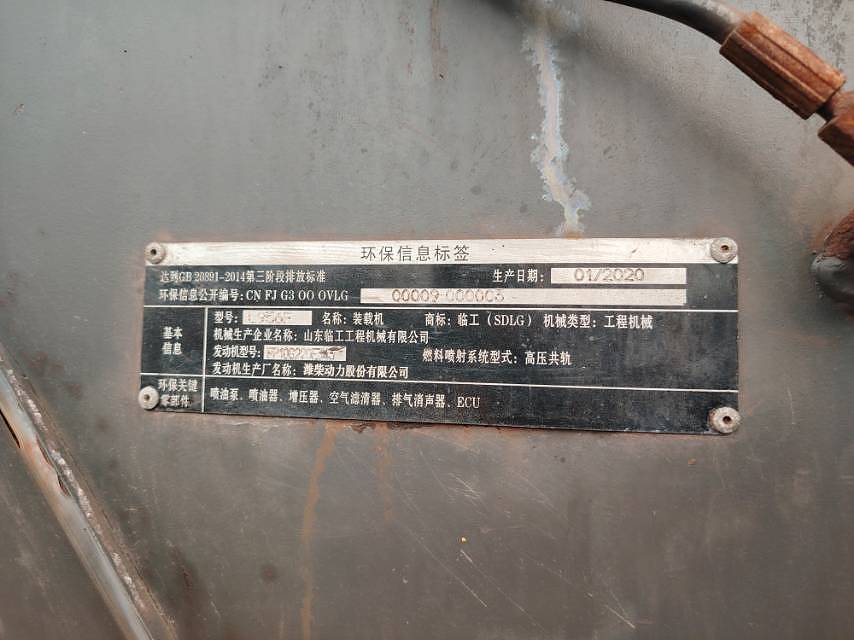 环保信息标签
达到GB 20891-2014第三阶段排放标准 生产日期: 01/2020
环保信息公开编号: CN FJ G3 OO OVLG 00009 000003
基本信息
型号: L956F 名称: 装载机 商标: 临工 (SDLG) 机械类型: 工程机械
机械生产企业名称: 山东临工工程机械有限公司
发动机型号: 燃料喷射系统型式: 高压共轨
发动机生产厂名称: 潍柴动力股份有限公司
环保关键零部件
喷油泵、喷油器、增压器、空气滤清器、排气消声器、ECU